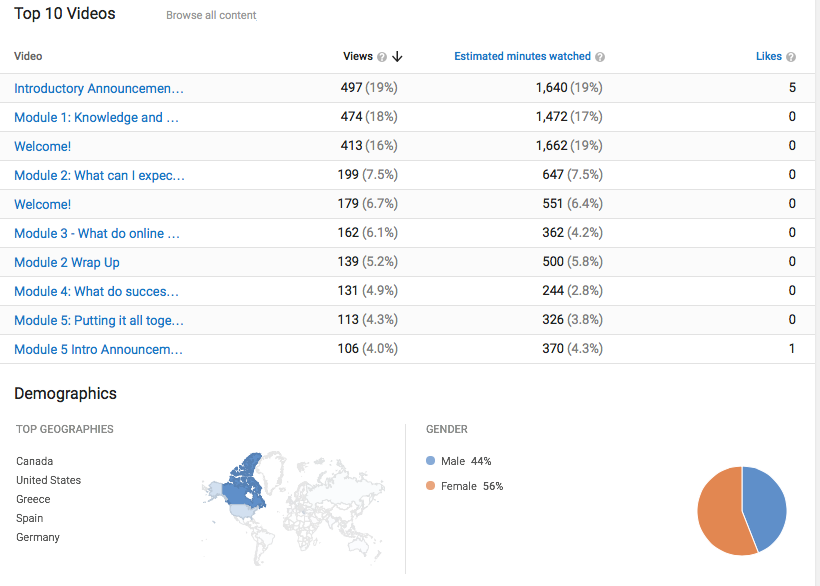 Top 10 Videos Browse all content
Video Views Estimated minutes watched Likes
Introductory Announcemen… 497 (19%) 1,640 (19%) 5
Module 1: Knowledge and … 474 (18%) 1,472 (17%) 0
Welcome! 413 (16%) 1,662 (19%) 0
Module 2: What can I expec… 199 (7.5%) 647 (7.5%) 0
Welcome! 179 (6.7%) 551 (6.4%) 0
Module 3 - What do online … 162 (6.1%) 362 (4.2%) 0
Module 2 Wrap Up 139 (5.2%) 500 (5.8%) 0
Module 4: What do succes… 131 (4.9%) 244 (2.8%) 0
Module 5: Putting it all toge… 113 (4.3%) 326 (3.8%) 0
Module 5 Intro Announcem… 106 (4.0%) 370 (4.3%) 1
Demographics
TOP GEOGRAPHIES
Canada
United States
Greece
Spain
Germany
GENDER
Male 44%
Female 56%